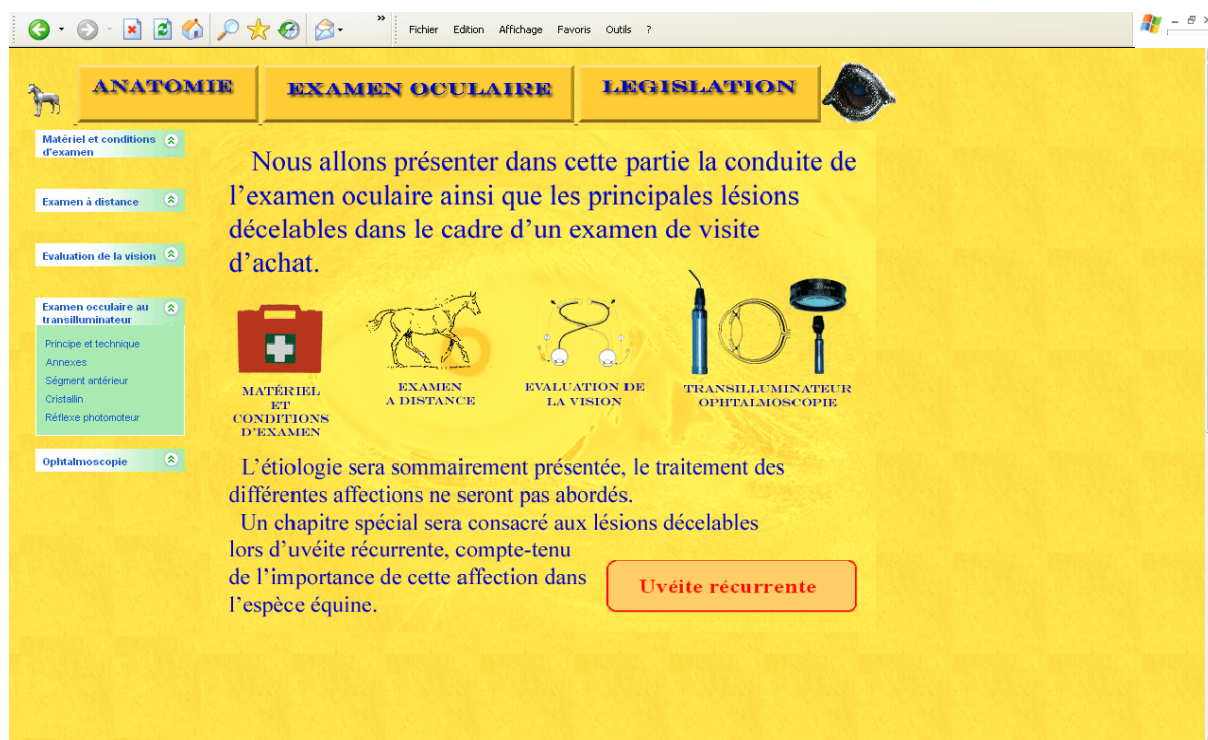 Fichier Edition Affichage Favoris Outils ?
ANATOMIE
EXAMEN OCULAIRE
LEGISLATION
Matériel et conditions
d'examen
Examen à distance
Evaluation de la vision
Examen occulaire au
transilluminateur
Principe et technique
Annexes
Ségment antérieur
Cristallin
Réflexe photomoteur
Ophtalmoscopie
Nous allons présenter dans cette partie la conduite de
l'examen oculaire ainsi que les principales lésions
décelables dans le cadre d'un examen de visite
d'achat.
MATÉRIEL
ET
CONDITIONS
D'EXAMEN
EXAMEN
A DISTANCE
EVALUATION DE
LA VISION
TRANSILLUMINATEUR
OPHTALMOSCOPIE
L'étiologie sera sommairement présentée, le traitement des
différentes affections ne seront pas abordés.
Un chapitre spécial sera consacré aux lésions décelables
lors d'uvéite récurrente, compte-tenu
de l'importance de cette affection dans
l'espèce équine.
Uvéite récurrente